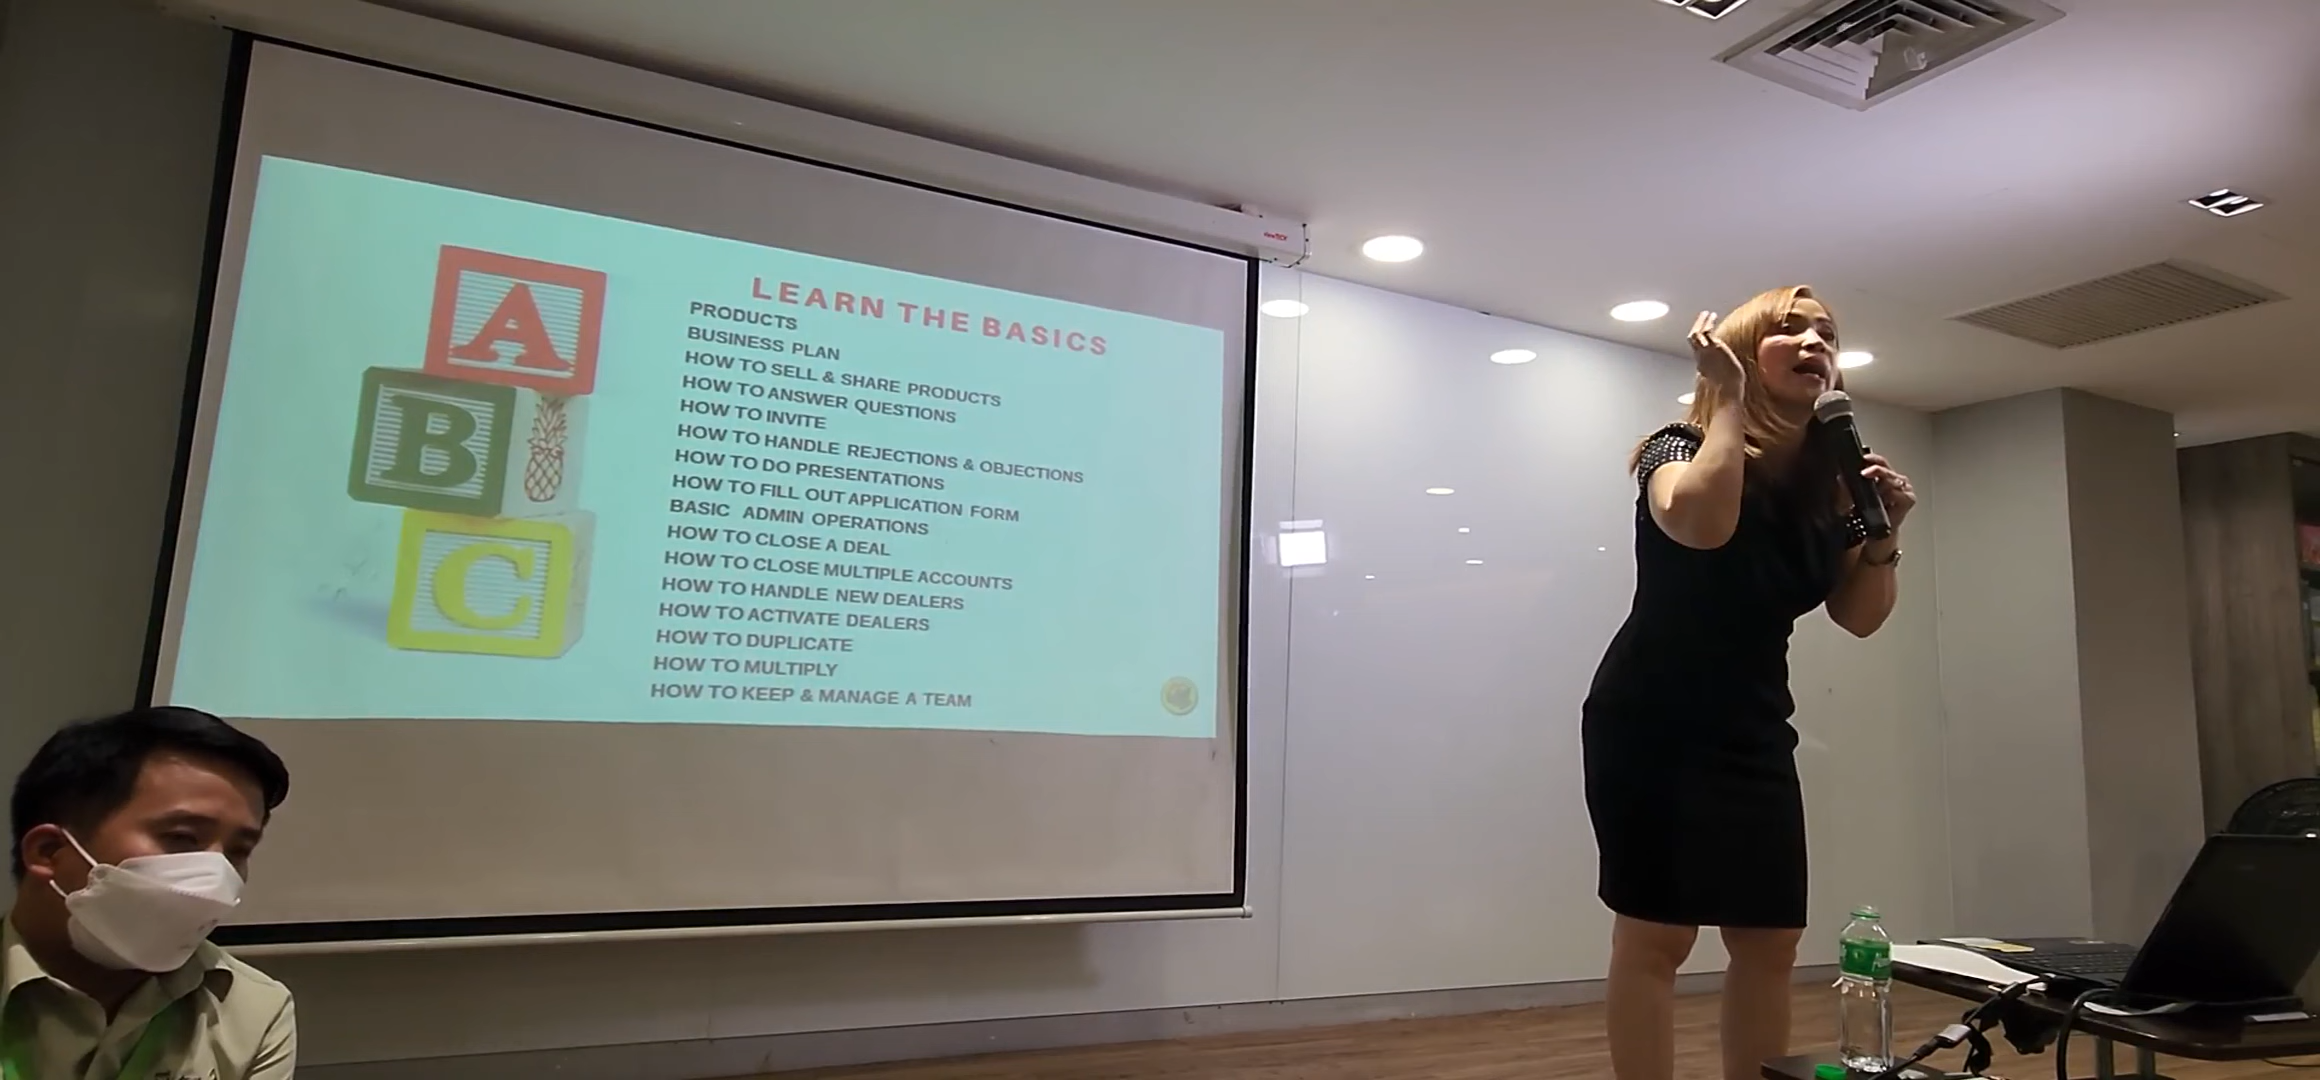 A
B
C
LEARN THE BASICS
PRODUCTS
BUSINESS PLAN
HOW TO SELL & SHARE PRODUCTS
HOW TO ANSWER QUESTIONS
HOW TO INVITE
HOW TO HANDLE REJECTIONS & OBJECTIONS
HOW TO DO PRESENTATIONS
HOW TO FILL OUT APPLICATION FORM
BASIC ADMIN OPERATIONS
HOW TO CLOSE A DEAL
HOW TO CLOSE MULTIPLE ACCOUNTS
HOW TO HANDLE NEW DEALERS
HOW TO ACTIVATE DEALERS
HOW TO DUPLICATE
HOW TO MULTIPLY
HOW TO KEEP & MANAGE A TEAM